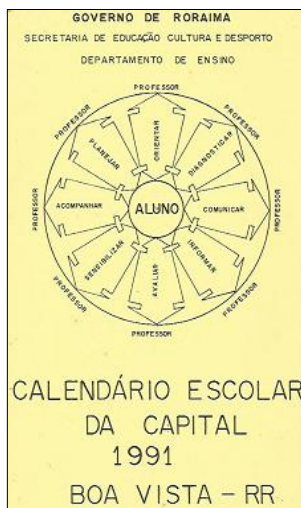 GOVERNO DE RORAIMA
SECRETARIA DE EDUCAÇÃO CULTURA E DESPORTO
DEPARTAMENTO DE ENSINO
PROFESSOR
PROFESSOR
PROFESSOR
PLANEJAR
ORIENTAR
DIAGNOSTICAR
PROFESSOR
ACOMPANHAR
ALUNO
COMUNICAR
PROFESSOR
SENSIBILIZAR
AVALIAR
INFORMAR
PROFESSOR
PROFESSOR
PROFESSOR
CALENDÁRIO ESCOLAR
DA CAPITAL
1991
BOA VISTA - RR